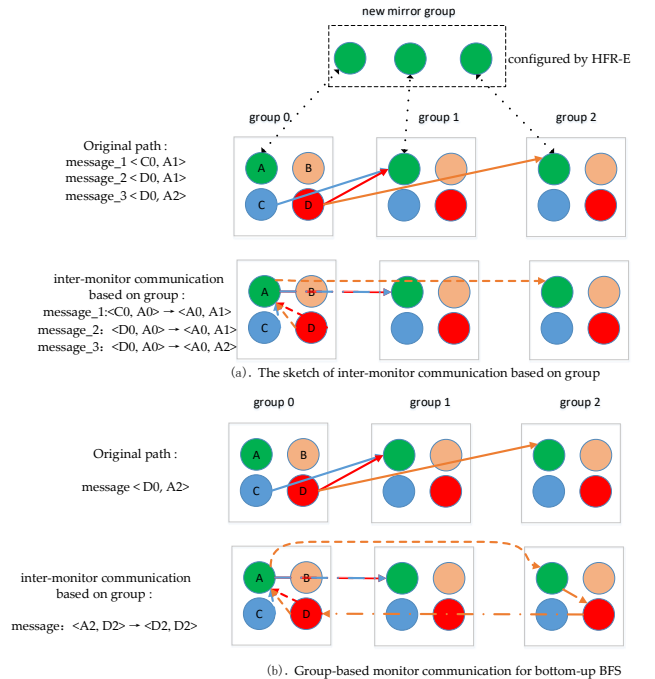 new mirror group
configured by HFR-E
group 0
group 1
group 2
Original path :
message_1 < C0, A1>
message_2 < D0, A1>
message_3 < D0, A2>
A
B
C
D
inter-monitor communication
based on group :
message_1:<C0, A0> → <A0, A1>
message_2: <D0, A0> → <A0, A1>
message_3: <D0, A0> → <A0, A2>
A
B
C
D
(a). The sketch of inter-monitor communication based on group
group 0
group 1
group 2
Original path :
message < D0, A2>
A
B
C
D
inter-monitor communication
based on group :
message: <A2, D2> → <D2, D2>
A
B
C
D
(b). Group-based monitor communication for bottom-up BFS